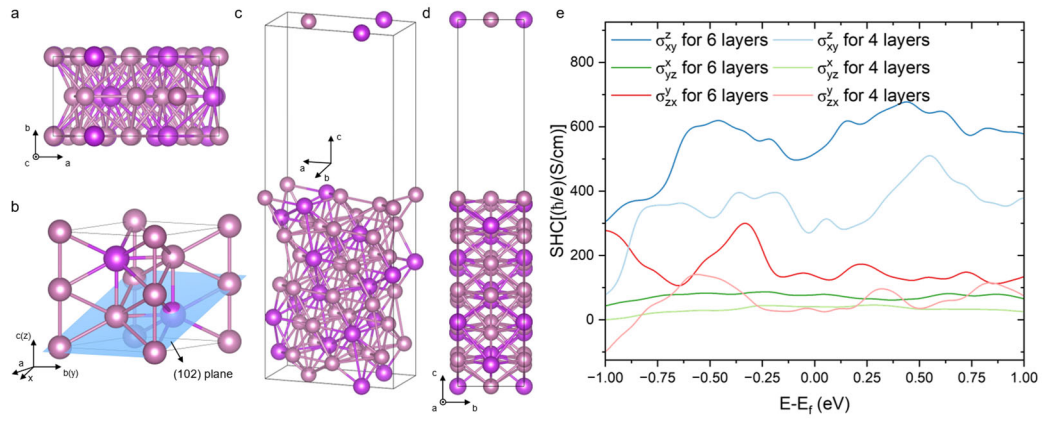 a
b
c
a
b
c(z)
a
x
b(y)
(102) plane
c
c
a
b
d
c
a
b
e
SHC[(ħ/e)(S/cm)]
800
600
400
200
0
σ^z_xy for 6 layers
σ^x_yz for 6 layers
σ^y_zx for 6 layers
σ^z_xy for 4 layers
σ^x_yz for 4 layers
σ^y_zx for 4 layers
-1.00 -0.75 -0.50 -0.25 0.00 0.25 0.50 0.75 1.00
E-E_f (eV)